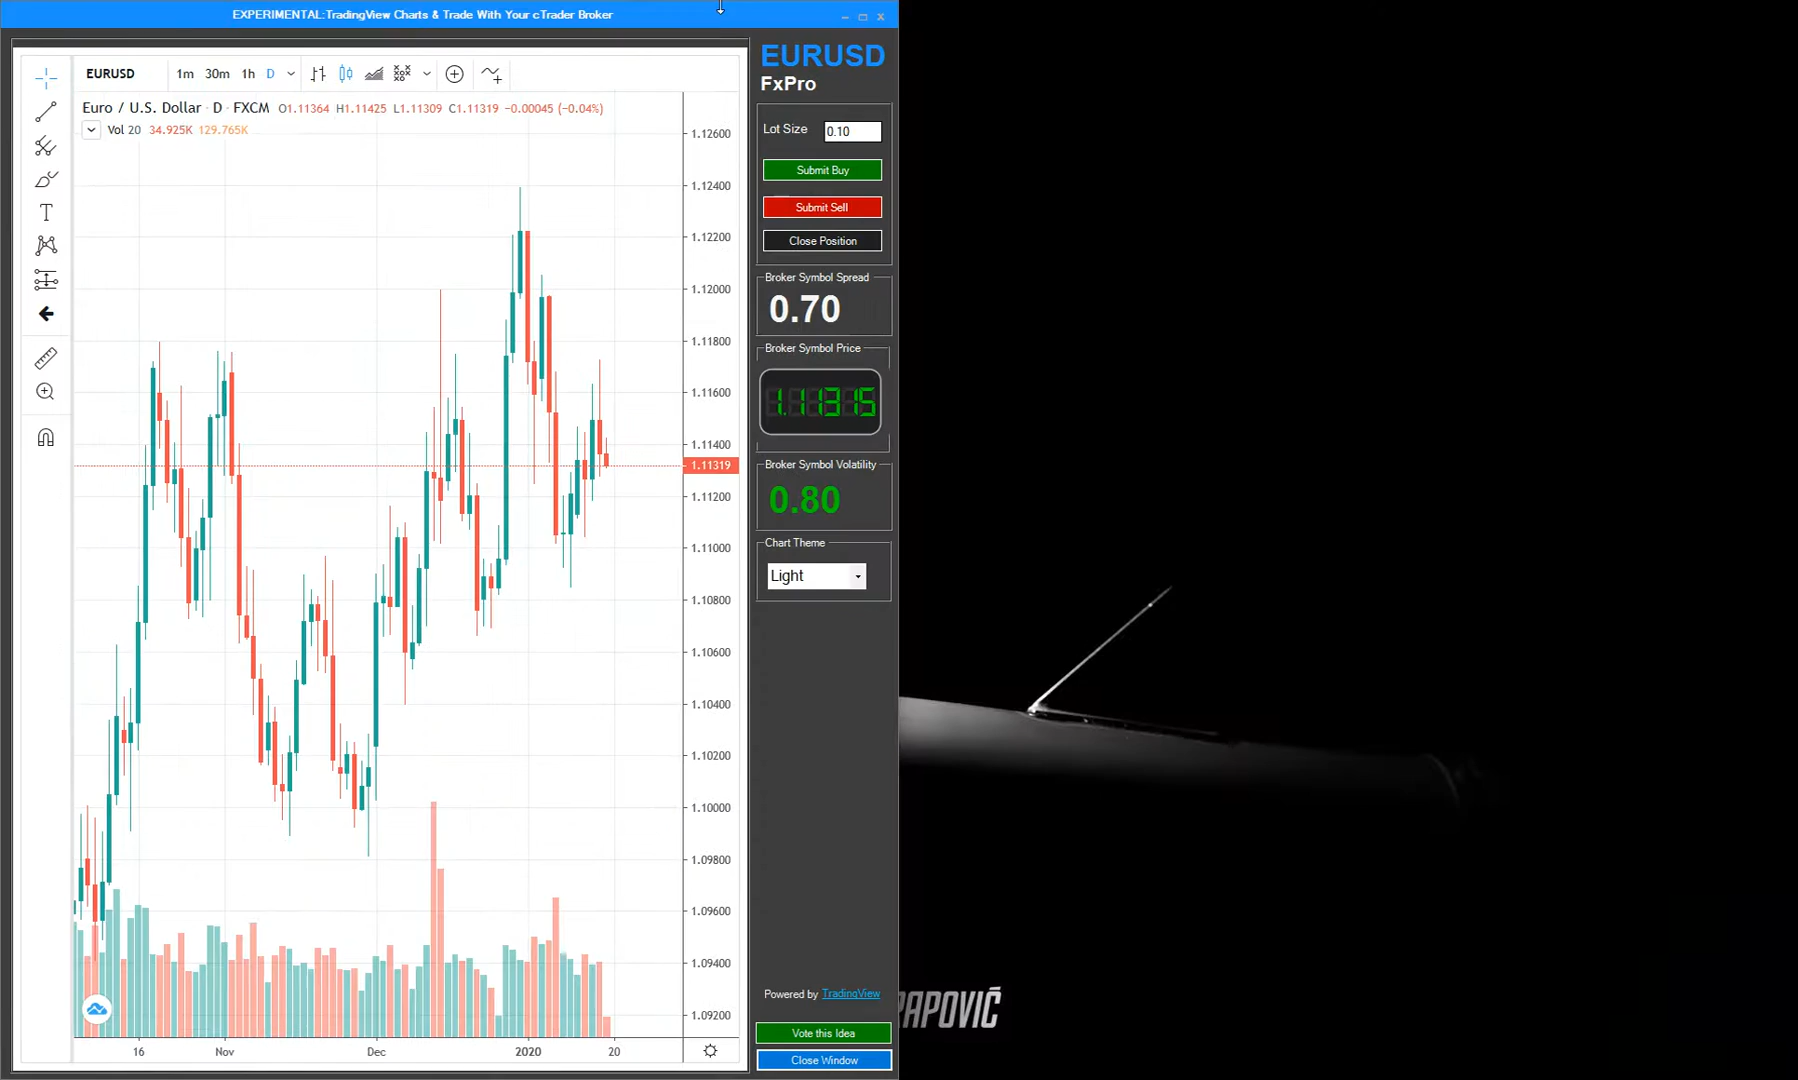 EXPERIMENTAL:TradingView Charts & Trade With Your cTrader Broker
EURUSD
1m 30m 1h D
Euro / U.S. Dollar · D · FXCM O1.11364 H1.11425 L1.11309 C1.11319 −0.00045 (−0.04%)
Vol 20 34.925K 129.765K
T
1.12600
1.12400
1.12200
1.12000
1.11800
1.11600
1.11400
1.11319
1.11200
1.11000
1.10800
1.10600
1.10400
1.10200
1.10000
1.09800
1.09600
1.09400
1.09200
16 Nov Dec 2020 20
EURUSD
FxPro
Lot Size 0.10
Submit Buy
Submit Sell
Close Position
Broker Symbol Spread
0.70
Broker Symbol Price
1.11315
Broker Symbol Volatility
0.80
Chart Theme
Light
Powered by TradingView
Vote this Idea
Close Window
RAPOVIĆ